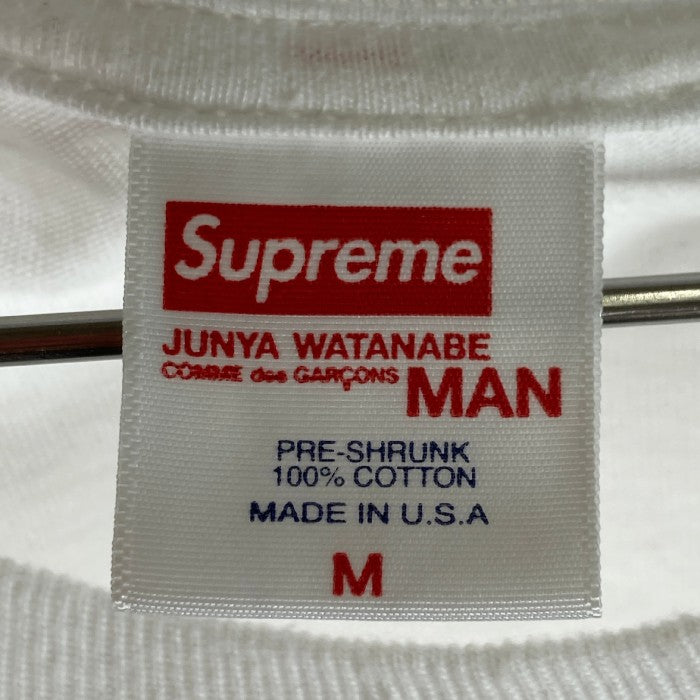 Supreme
JUNYA WATANABE
COMME des GARÇONS MAN
PRE-SHRUNK
100% COTTON
MADE IN U.S.A
M